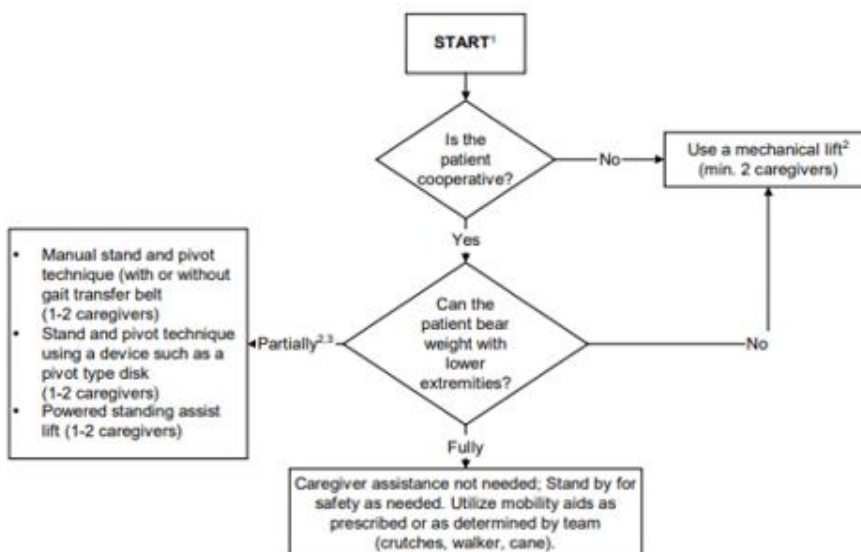 START¹
Is the
patient
cooperative?
No
Use a mechanical lift²
(min. 2 caregivers)
Yes
• Manual stand and pivot
technique (with or without
gait transfer belt
(1-2 caregivers)
• Stand and pivot technique
using a device such as a
pivot type disk
(1-2 caregivers)
• Powered standing assist
lift (1-2 caregivers)
Partially²,³
Can the
patient bear
weight with
lower
extremities?
No
Fully
Caregiver assistance not needed; Stand by for
safety as needed. Utilize mobility aids as
prescribed or as determined by team
(crutches, walker, cane).